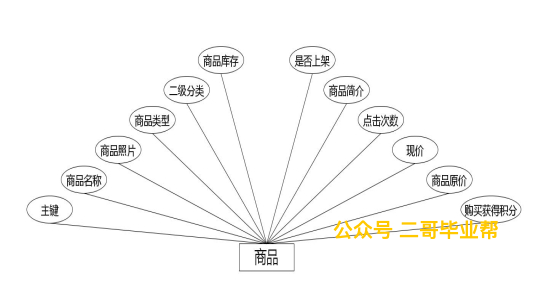 商品库存
是否上架
二级分类
商品简介
商品类型
点击次数
商品照片
现价
商品名称
商品原价
主键
购买获得积分
公众号 二哥毕业帮
商品